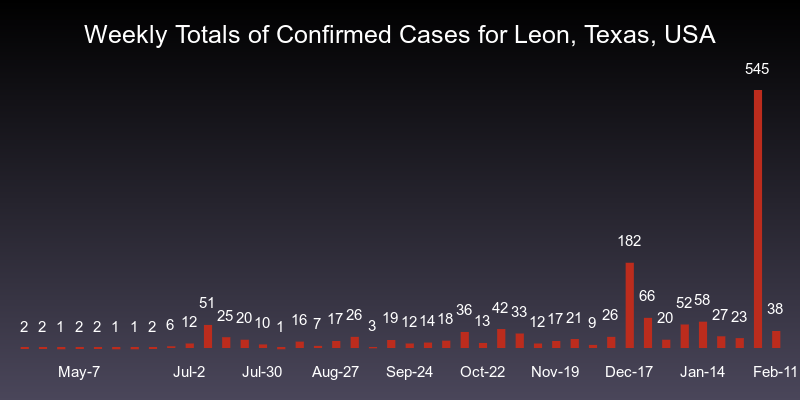 Weekly Totals of Confirmed Cases for Leon, Texas, USA
545
182
2 2 1 2 2 1 1 2 6 12 51 25 20 10 1 16 7 17 26 3 19 12 14 18 36 13 42 33 12 17 21 9 26 66 20 52 58 27 23 38
May-7 Jul-2 Jul-30 Aug-27 Sep-24 Oct-22 Nov-19 Dec-17 Jan-14 Feb-11